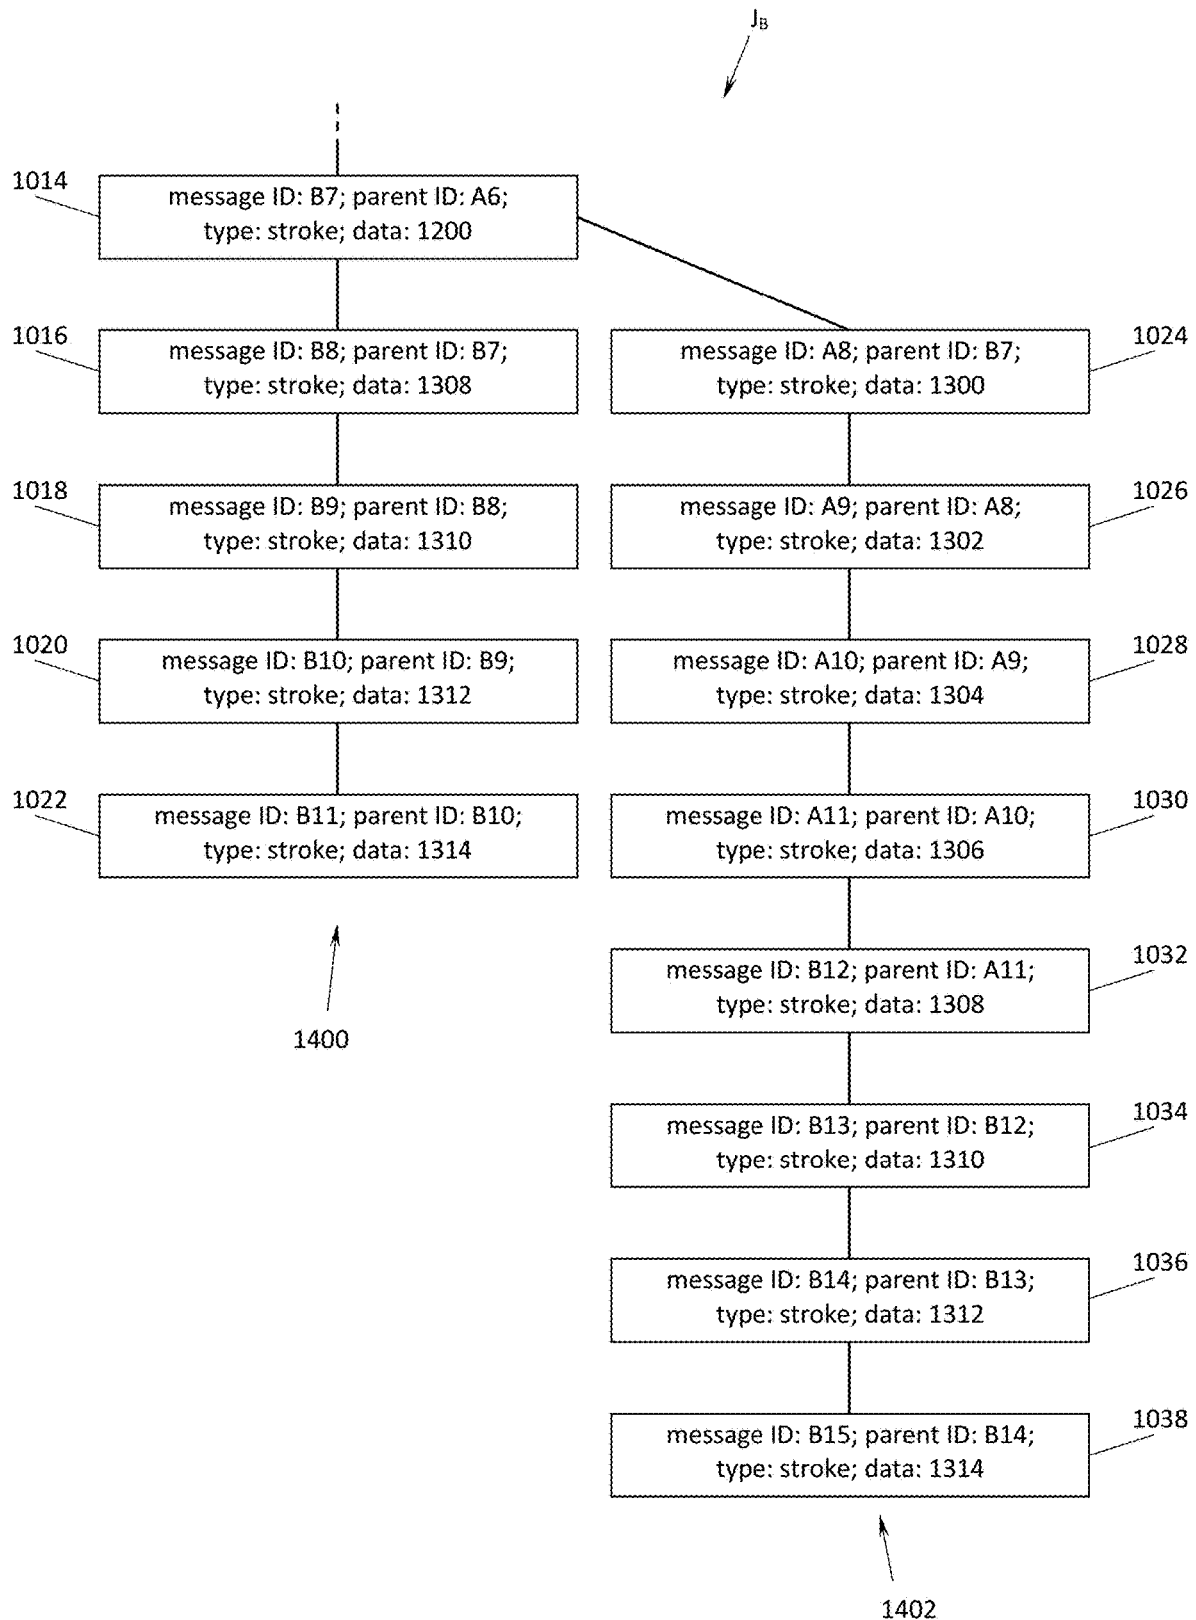 J_B
1014
message ID: B7; parent ID: A6;
type: stroke; data: 1200
1016
message ID: B8; parent ID: B7;
type: stroke; data: 1308
message ID: A8; parent ID: B7;
type: stroke; data: 1300
1024
1018
message ID: B9; parent ID: B8;
type: stroke; data: 1310
message ID: A9; parent ID: A8;
type: stroke; data: 1302
1026
1020
message ID: B10; parent ID: B9;
type: stroke; data: 1312
message ID: A10; parent ID: A9;
type: stroke; data: 1304
1028
1022
message ID: B11; parent ID: B10;
type: stroke; data: 1314
message ID: A11; parent ID: A10;
type: stroke; data: 1306
1030
1400
message ID: B12; parent ID: A11;
type: stroke; data: 1308
1032
message ID: B13; parent ID: B12;
type: stroke; data: 1310
1034
message ID: B14; parent ID: B13;
type: stroke; data: 1312
1036
message ID: B15; parent ID: B14;
type: stroke; data: 1314
1038
1402